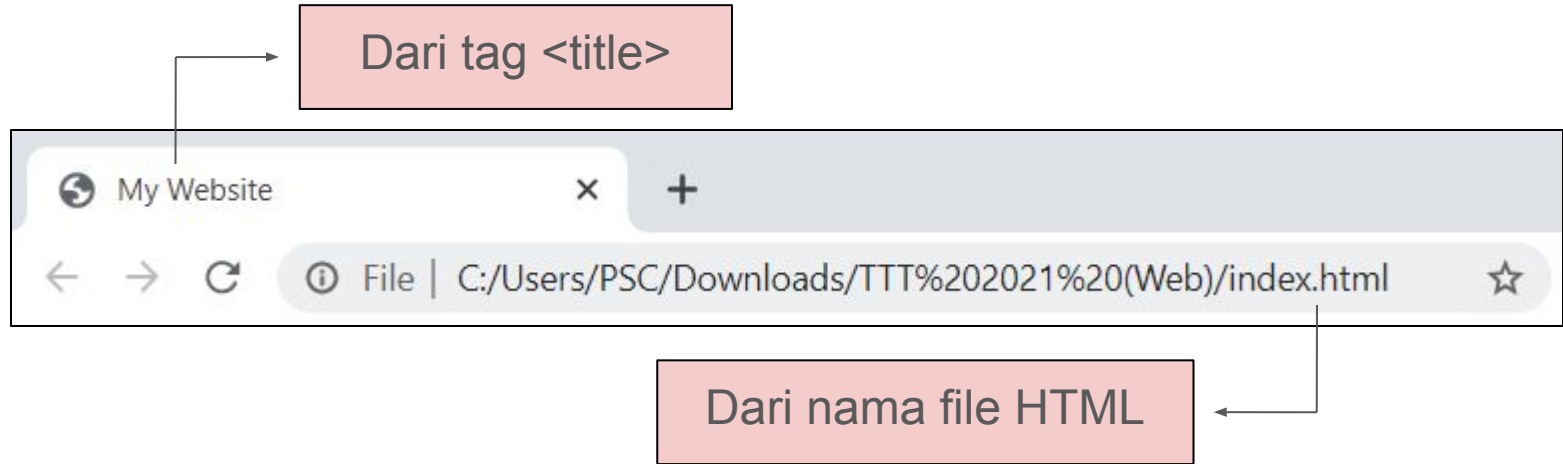 Dari tag <title>
My Website
File | C:/Users/PSC/Downloads/TTT%202021%20(Web)/index.html
Dari nama file HTML